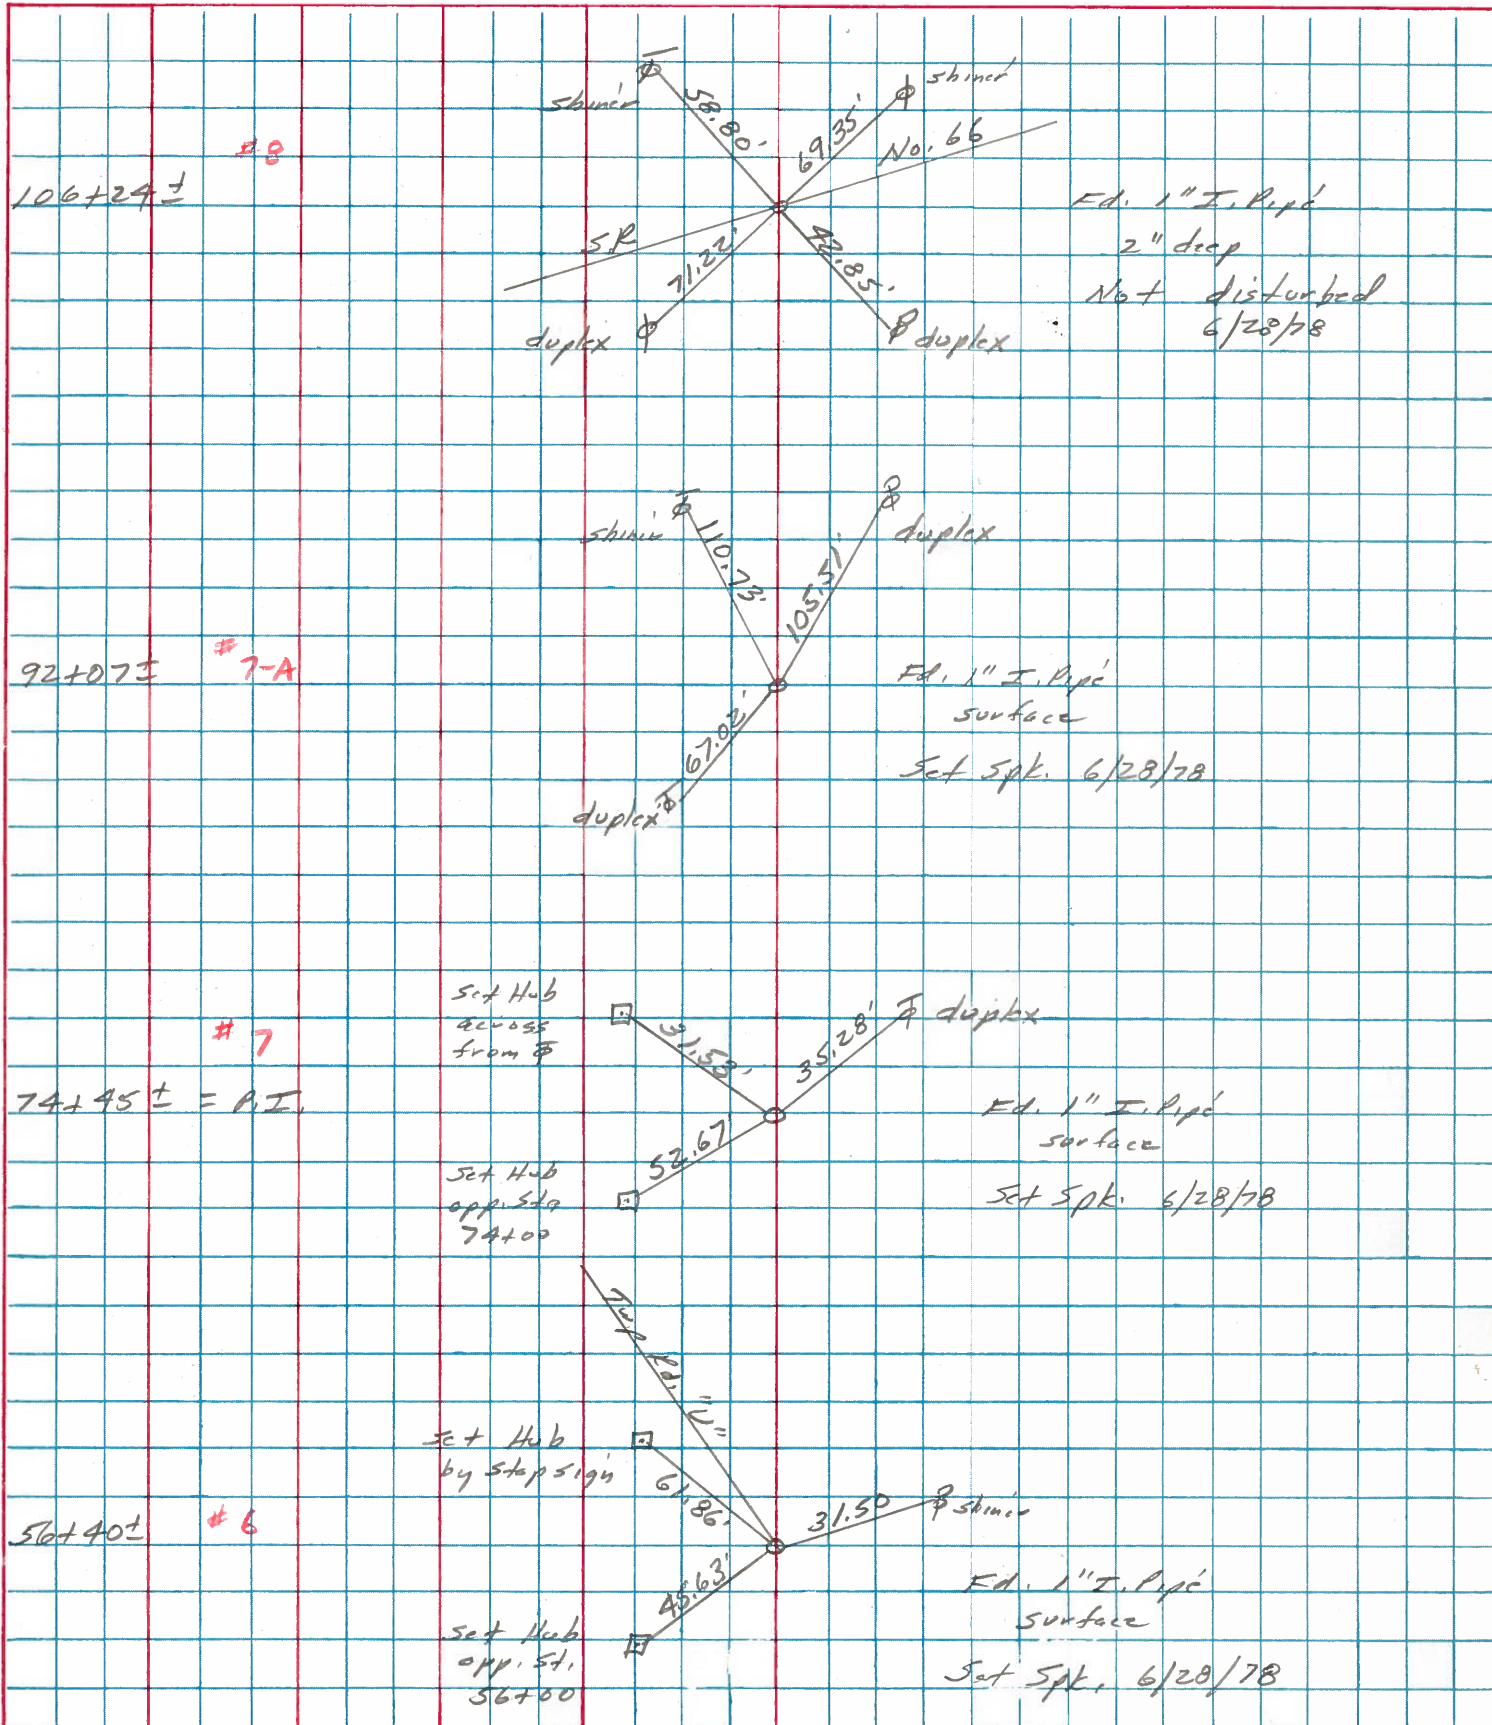 #8
106+24±
shiner
58.80'
shiner
69.35'
No. 66
S.R
71.22'
42.85'
duplex
duplex
Fd. 1" I. Pipe
2" deep
Not disturbed
6/28/78
#7-A
92+07±
shiner
110.73'
duplex
105.51'
67.02'
duplex
Fd. 1" I. Pipe
surface
Set Spk. 6/28/78
#7
74+45± = P.I.
Set Hub
across
from
31.53'
35.28'
duplex
52.67'
Set Hub
opp. Sta
74+00
Fd. 1" I. Pipe
surface
Set Spk. 6/28/78
Twp Rd. "U"
#6
56+40±
Set Hub
by stop sign
61.86'
31.50
shiner
45.63'
Set Hub
opp. St.
56+00
Fd. 1" I. Pipe
surface
Set Spk. 6/28/78